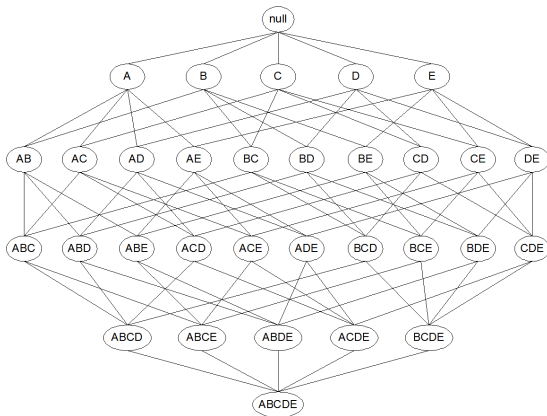 null
A B C D E
AB AC AD AE BC BD BE CD CE DE
ABC ABD ABE ACD ACE ADE BCD BCE BDE CDE
ABCD ABCE ABDE ACDE BCDE
ABCDE